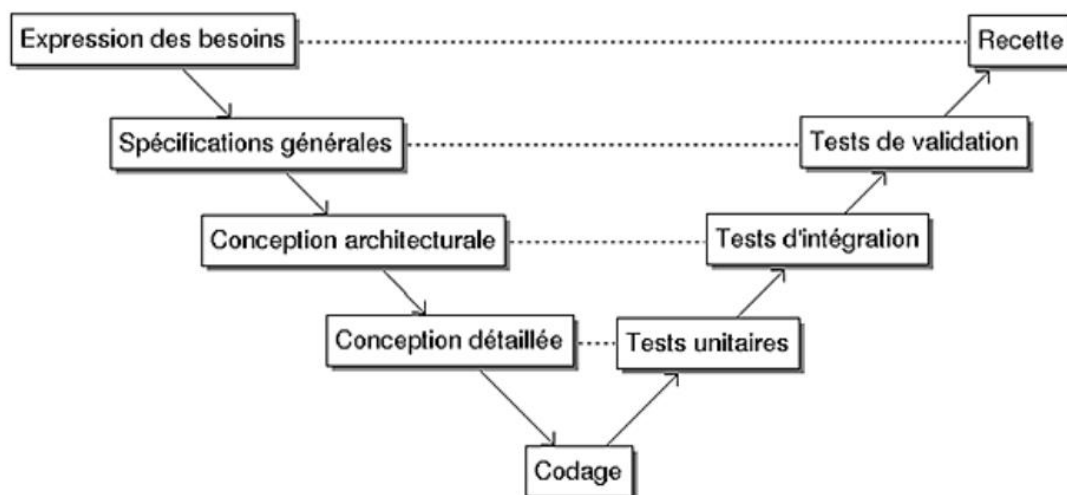 Expression des besoins
Recette
Spécifications générales
Tests de validation
Conception architecturale
Tests d'intégration
Conception détaillée
Tests unitaires
Codage